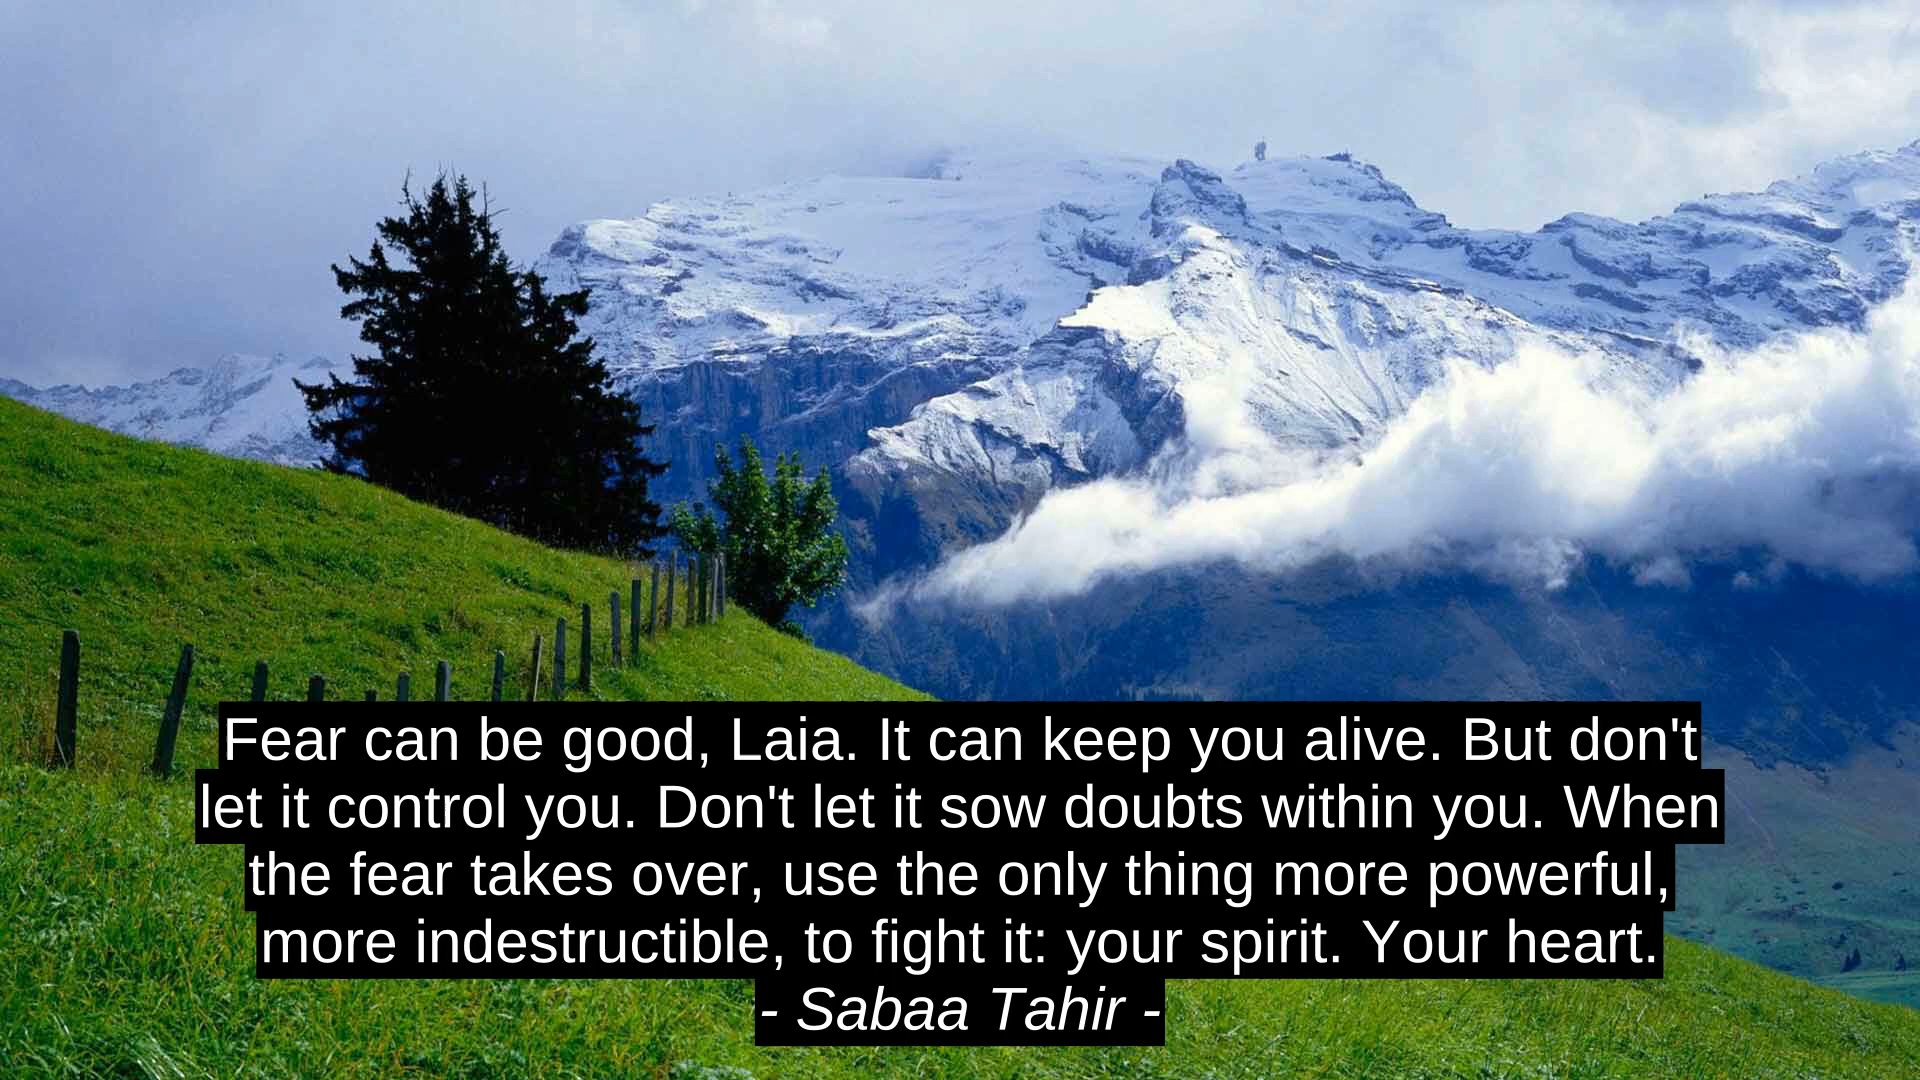 Fear can be good, Laia. It can keep you alive. But don't
let it control you. Don't let it sow doubts within you. When
the fear takes over, use the only thing more powerful,
more indestructible, to fight it: your spirit. Your heart.
- Sabaa Tahir -